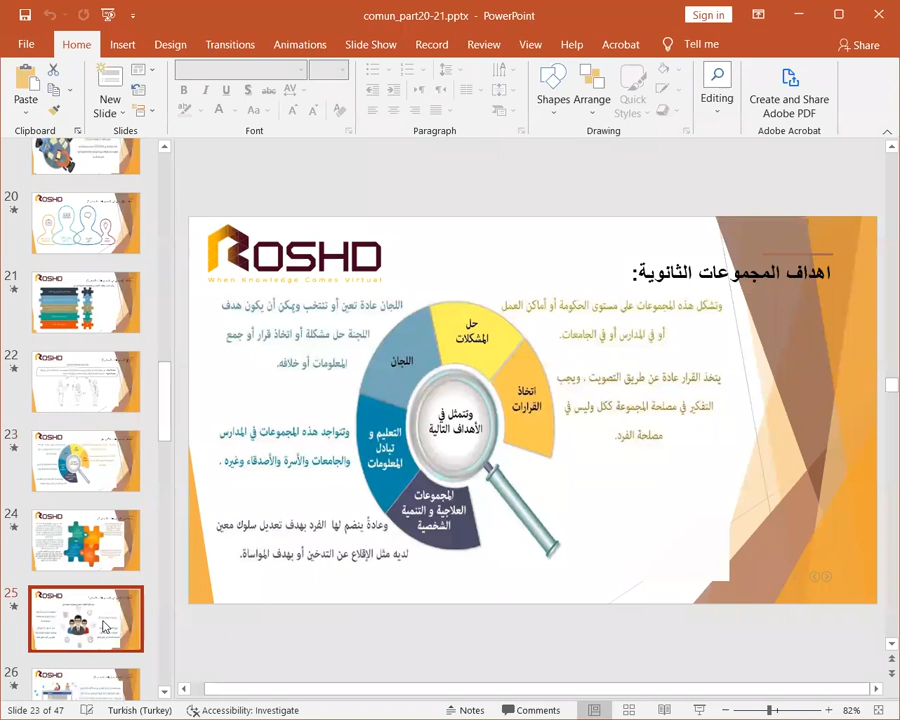 comun_part20-21.pptx - PowerPoint
Sign in
File Home Insert Design Transitions Animations Slide Show Record Review View Help Acrobat Tell me Share
Paste
New Slide
Shapes Arrange Quick Styles
Editing
Create and Share Adobe PDF
Clipboard Slides Font Paragraph Drawing Adobe Acrobat
20
21
22
23
24
25
26
ROSHD
When Knowledge Comes Virtual
اهداف المجموعات الثانوية:
وتشكل هذه المجموعات على مستوى الحكومة أو أماكن العمل
أو في المدارس أو في الجامعات.
يتخذ القرار عادة عن طريق التصويت ، ويجب
التفكير في مصلحة المجموعة ككل وليس في
مصلحة الفرد.
اللجان عادة تعين أو تنتخب ويمكن أن يكون هدف
اللجنة حل مشكلة أو اتخاذ قرار أو جمع
المعلومات أو خلافه.
وتتواجد هذه المجموعات في المدارس
والجامعات والأسرة والأصدقاء وغيره .
وعادةً ينضم لها الفرد بهدف تعديل سلوك معين
لديه مثل الإقلاع عن التدخين أو بهدف المواساة.
حل
المشكلات
اتخاذ
القرارات
اللجان
وتتمثل في
الأهداف التالية
التعليم و
تبادل
المعلومات
المجموعات
العلاجية و التنمية
الشخصية
Slide 23 of 47 Turkish (Turkey) Accessibility: Investigate Notes Comments 82%